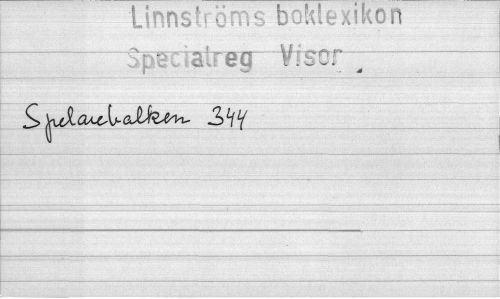 Linnströms boklexikon
Specialreg Visor.
Spelarebalken 344